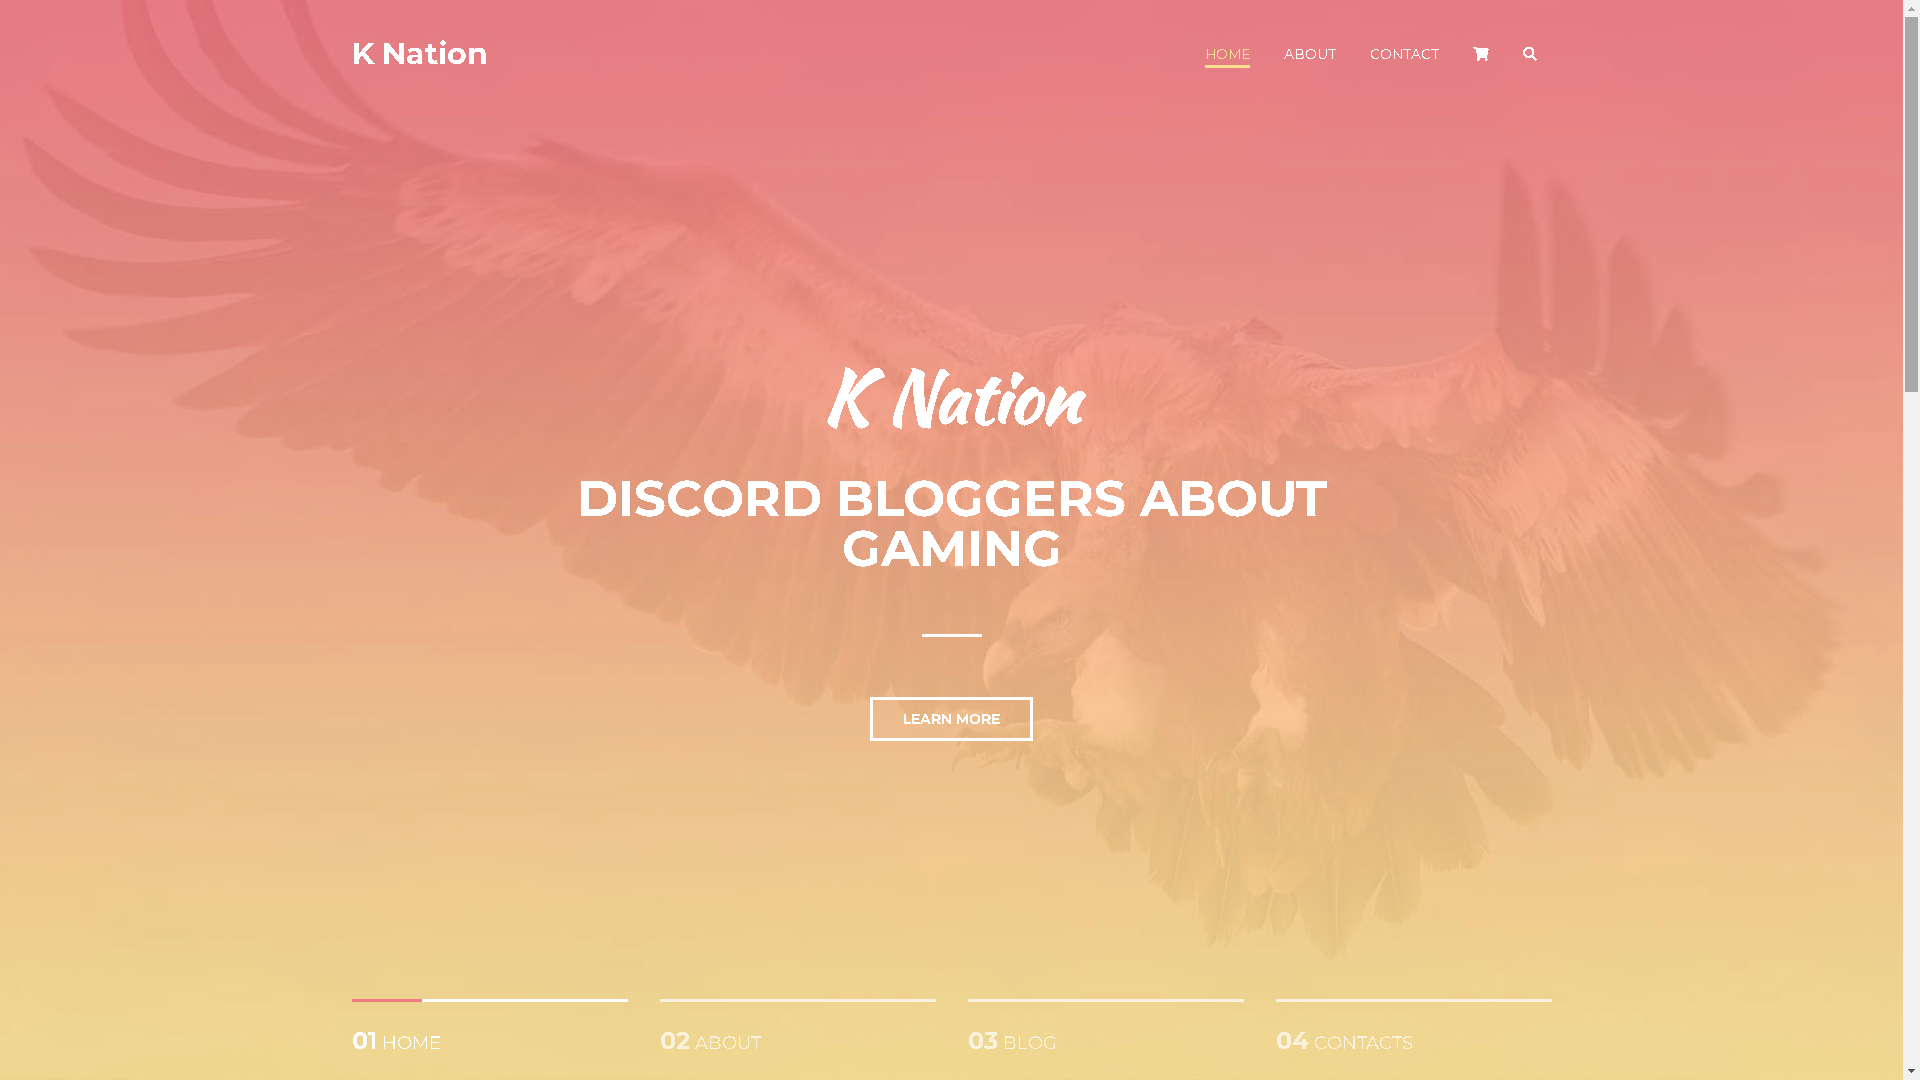 K Nation
HOME
ABOUT
CONTACT
K Nation
DISCORD BLOGGERS ABOUT
GAMING
LEARN MORE
01 HOME
02 ABOUT
03 BLOG
04 CONTACTS